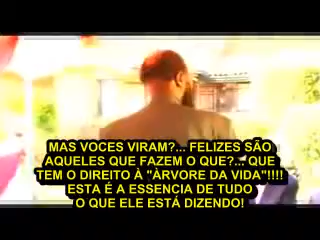 MAS VOCES VIRAM?... FELIZES SÃO
AQUELES QUE FAZEM O QUE?... QUE
TEM O DIREITO À "ÀRVORE DA VIDA"!!!!
ESTA É A ESSENCIA DE TUDO
O QUE ELE ESTÁ DIZENDO!